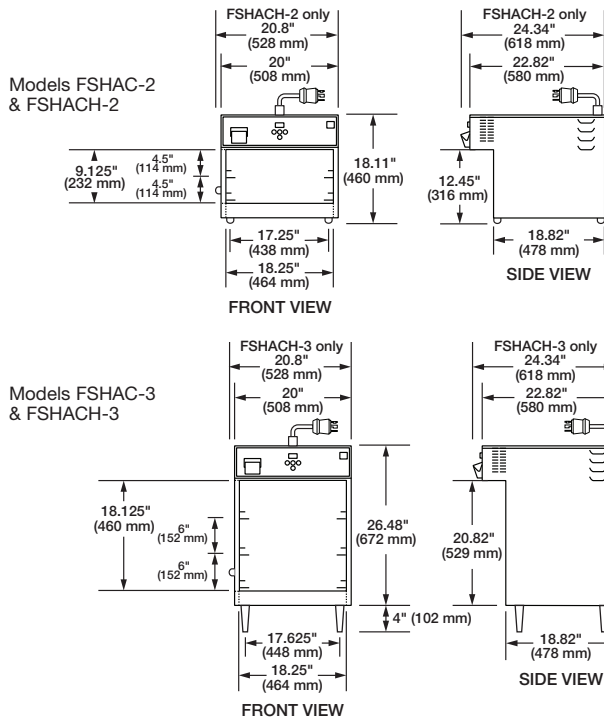 FSHACH-2 only
20.8"
(528 mm)
20"
(508 mm)
Models FSHAC-2
& FSHACH-2
9.125"
(232 mm)
4.5"
(114 mm)
4.5"
(114 mm)
18.11"
(460 mm)
17.25"
(438 mm)
18.25"
(464 mm)
FRONT VIEW
FSHACH-2 only
24.34"
(618 mm)
22.82"
(580 mm)
12.45"
(316 mm)
18.82"
(478 mm)
SIDE VIEW
FSHACH-3 only
20.8"
(528 mm)
20"
(508 mm)
Models FSHAC-3
& FSHACH-3
18.125"
(460 mm)
6"
(152 mm)
6"
(152 mm)
26.48"
(672 mm)
4" (102 mm)
17.625"
(448 mm)
18.25"
(464 mm)
FRONT VIEW
FSHACH-3 only
24.34"
(618 mm)
22.82"
(580 mm)
20.82"
(529 mm)
18.82"
(478 mm)
SIDE VIEW